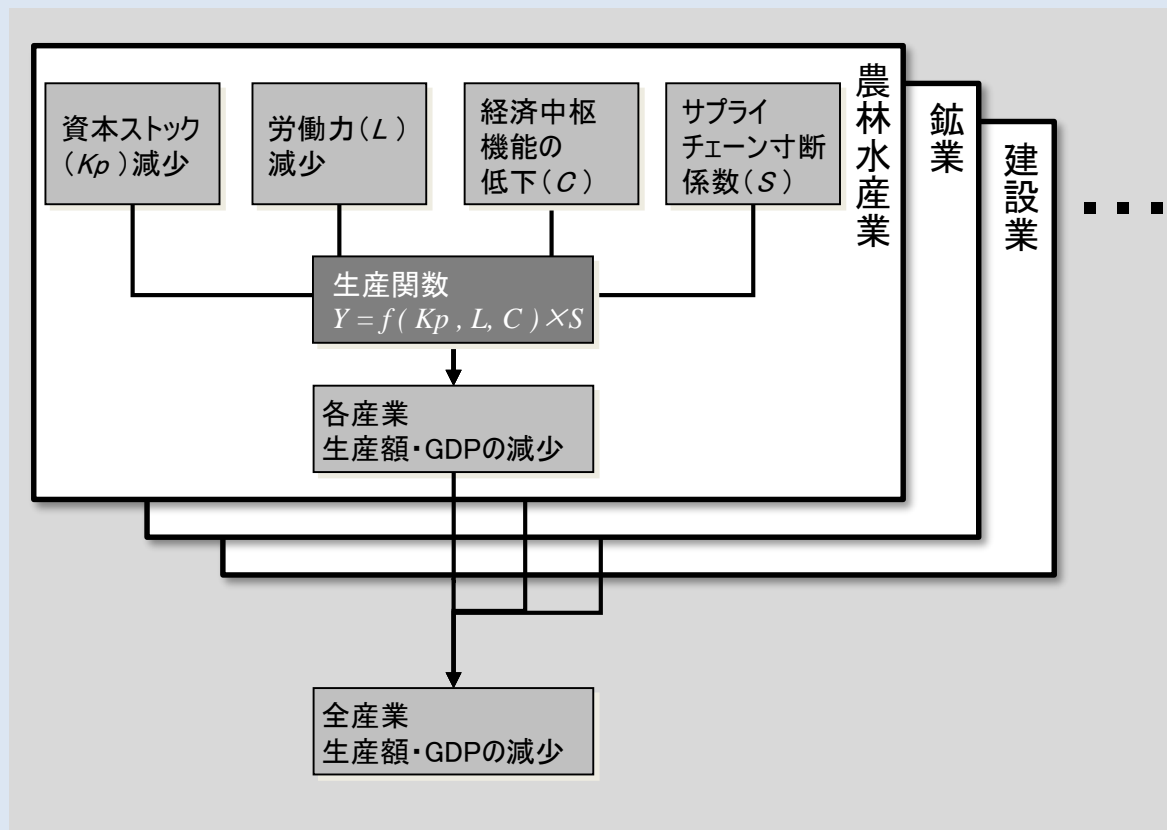 資本ストック
（Kp）減少
労働力（L）
減少
経済中枢
機能の
低下（C）
サプライ
チェーン寸断
係数（S）
農林水産業
鉱業
建設業
▪ ▪ ▪
生産関数
Y = f ( Kp , L, C )×S
各産業
生産額・GDPの減少
全産業
生産額・GDPの減少